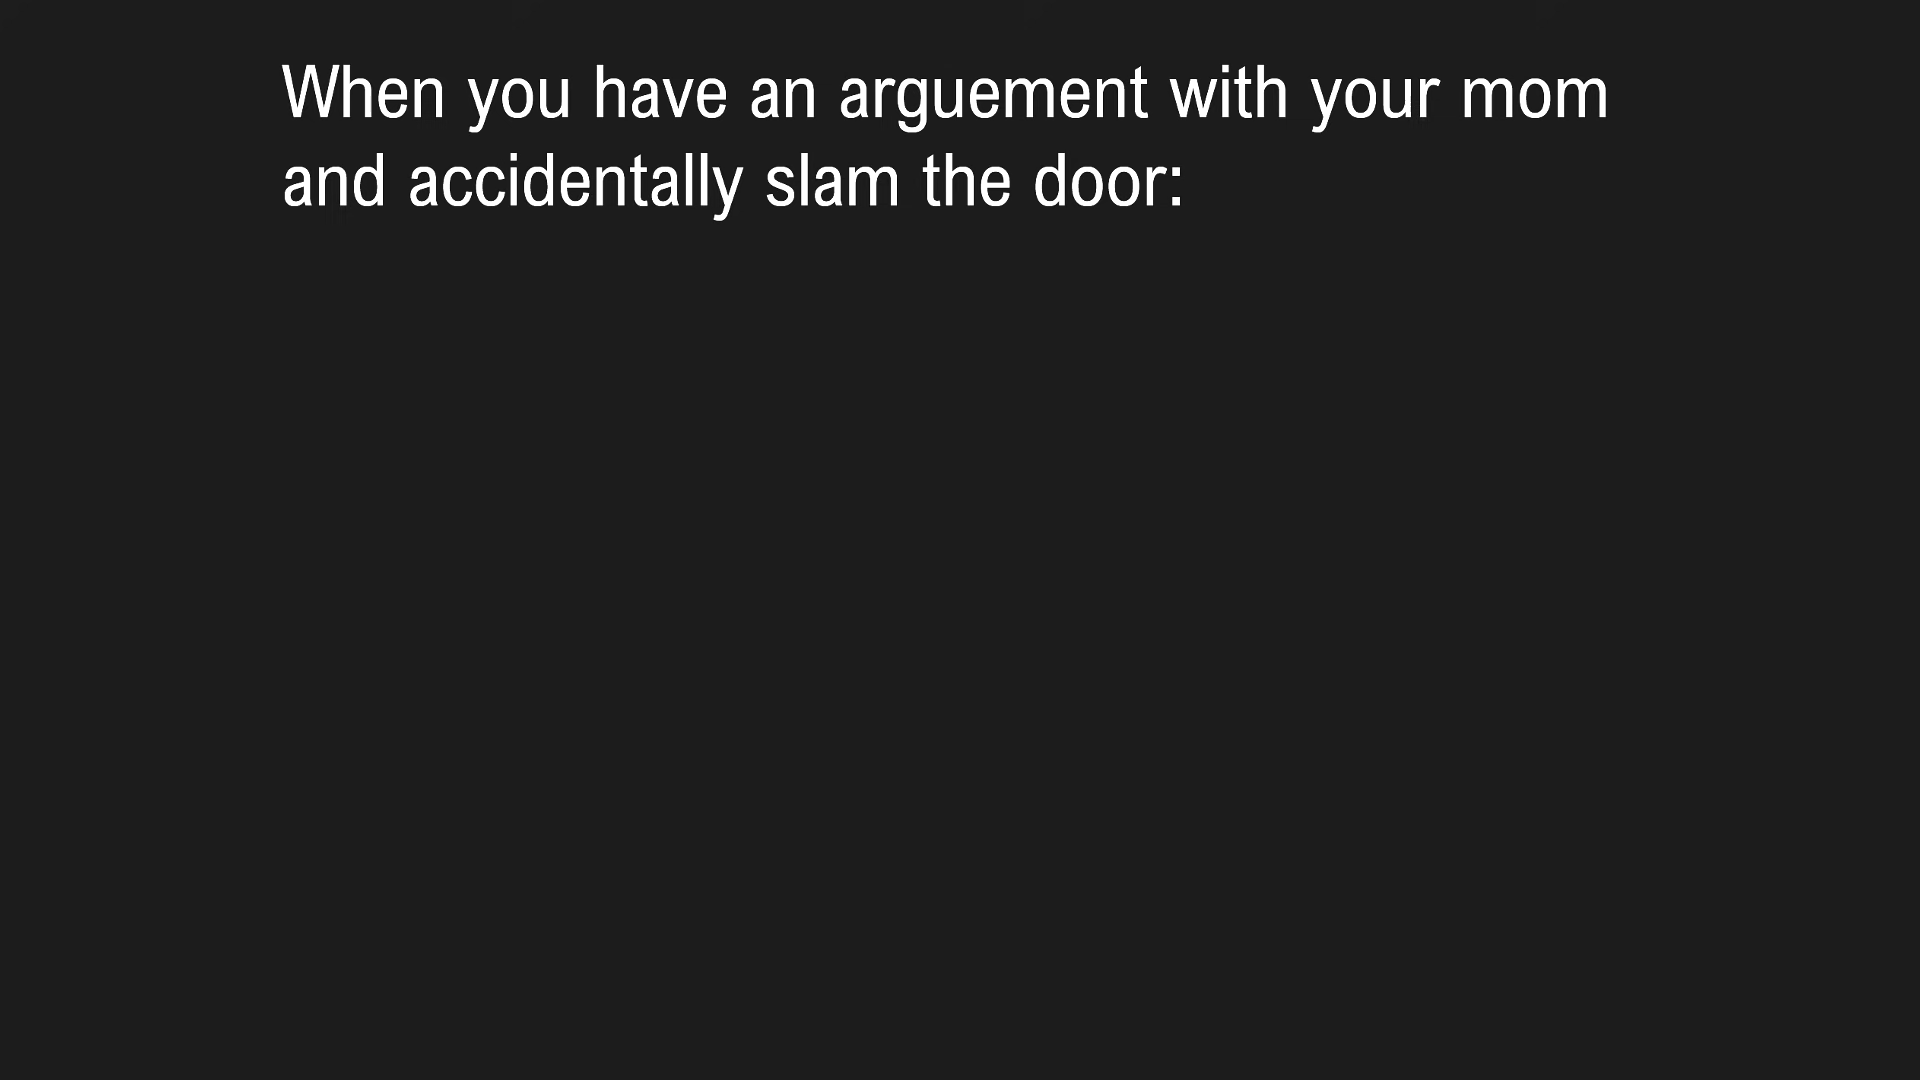 When you have an arguement with your mom
and accidentally slam the door: